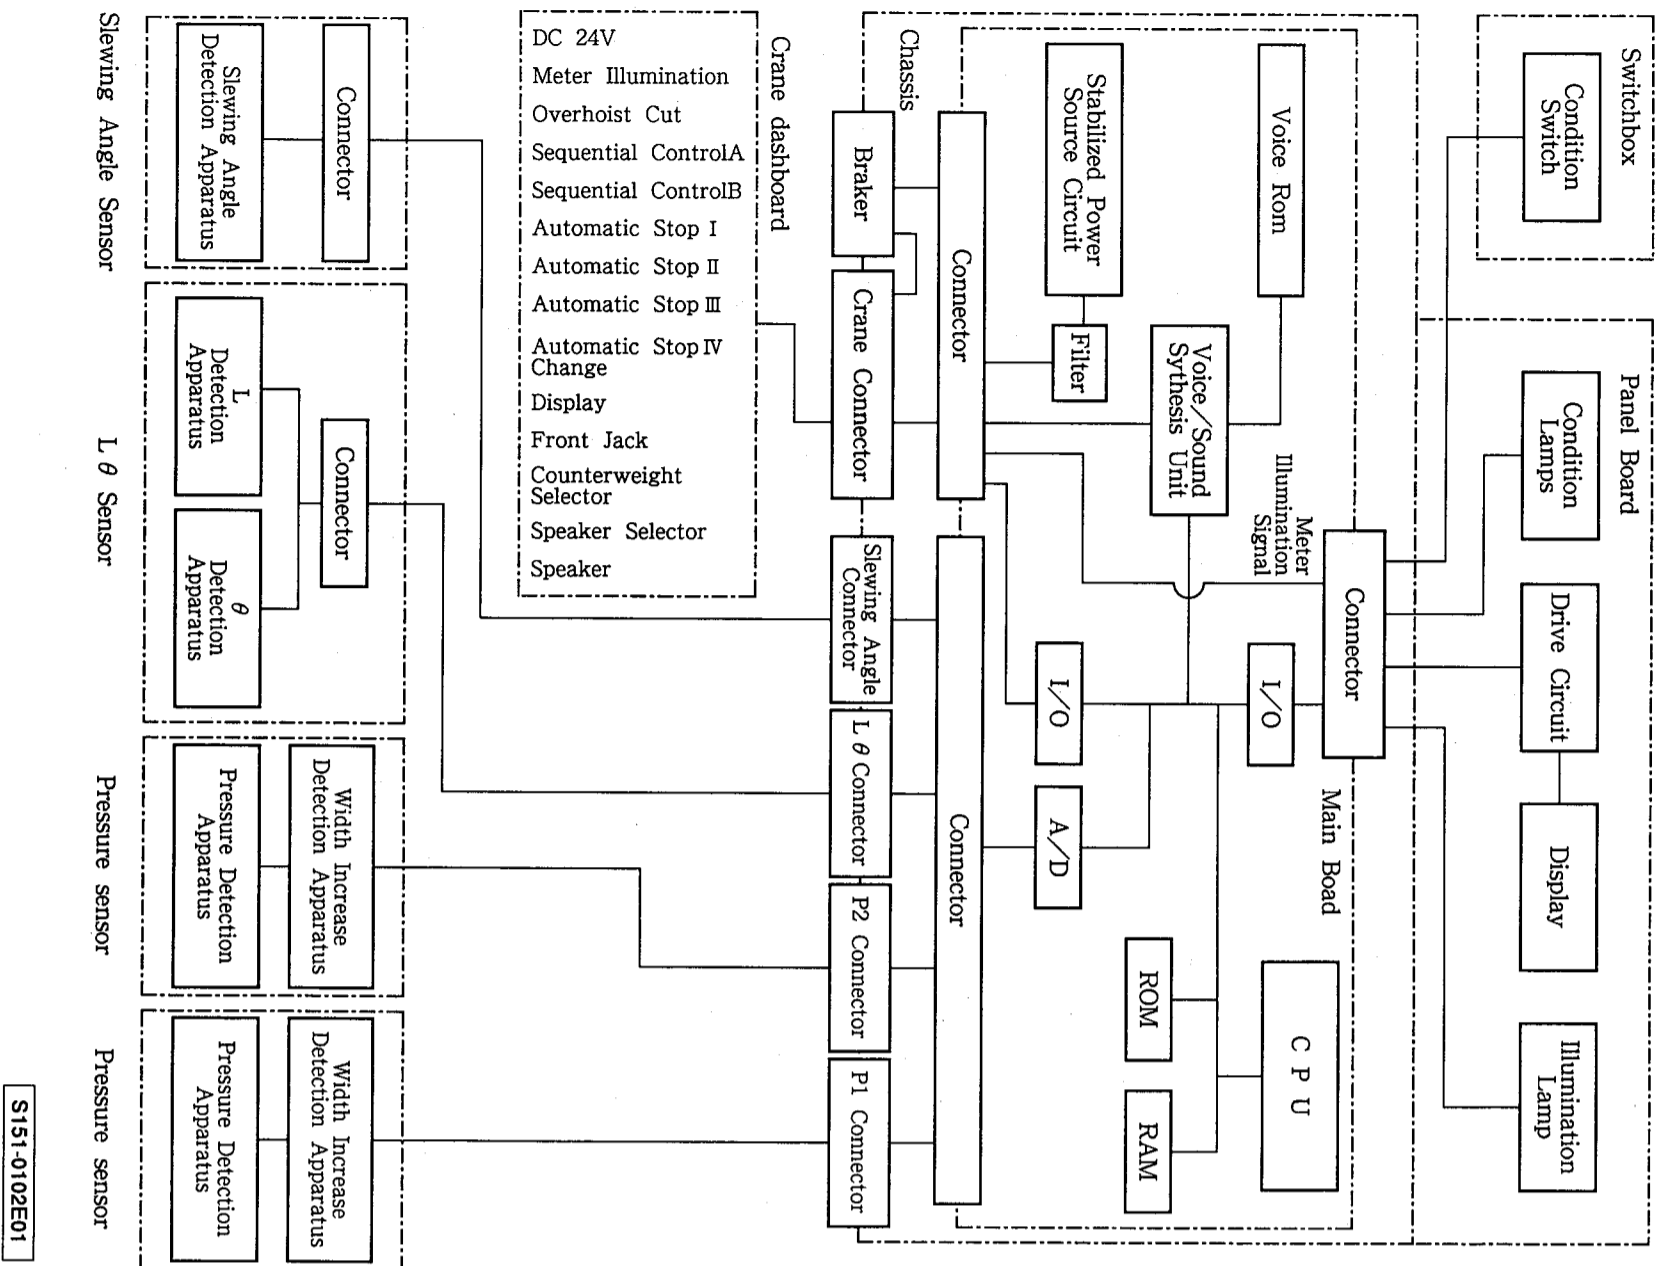 Switchbox
Condition
Switch
Panel Board
Condition
Lamps
Drive Circuit
Display
Illumination
Lamp
Chassis
Voice Rom
Stabilized Power
Source Circuit
Filter
Voice/Sound
Sythesis Unit
Meter
Illumination
Signal
Connector
I/O
Main Boad
I/O
A/D
CPU
ROM
RAM
Connector
Connector
Braker
Crane Connector
Slewing Angle
Connector
L θ Connector
P2 Connector
P1 Connector
Crane dashboard
DC 24V
Meter Illumination
Overhoist Cut
Sequential ControlA
Sequential ControlB
Automatic Stop Ⅰ
Automatic Stop Ⅱ
Automatic Stop Ⅲ
Automatic Stop Ⅳ
Change
Display
Front Jack
Counterweight
Selector
Speaker Selector
Speaker
Connector
Slewing Angle
Detection Apparatus
Slewing Angle Sensor
Connector
L
Detection
Apparatus
θ
Detection
Apparatus
L θ Sensor
Width Increase
Detection Apparatus
Pressure Detection
Apparatus
Pressure sensor
Width Increase
Detection Apparatus
Pressure Detection
Apparatus
Pressure sensor
S151-0102E01